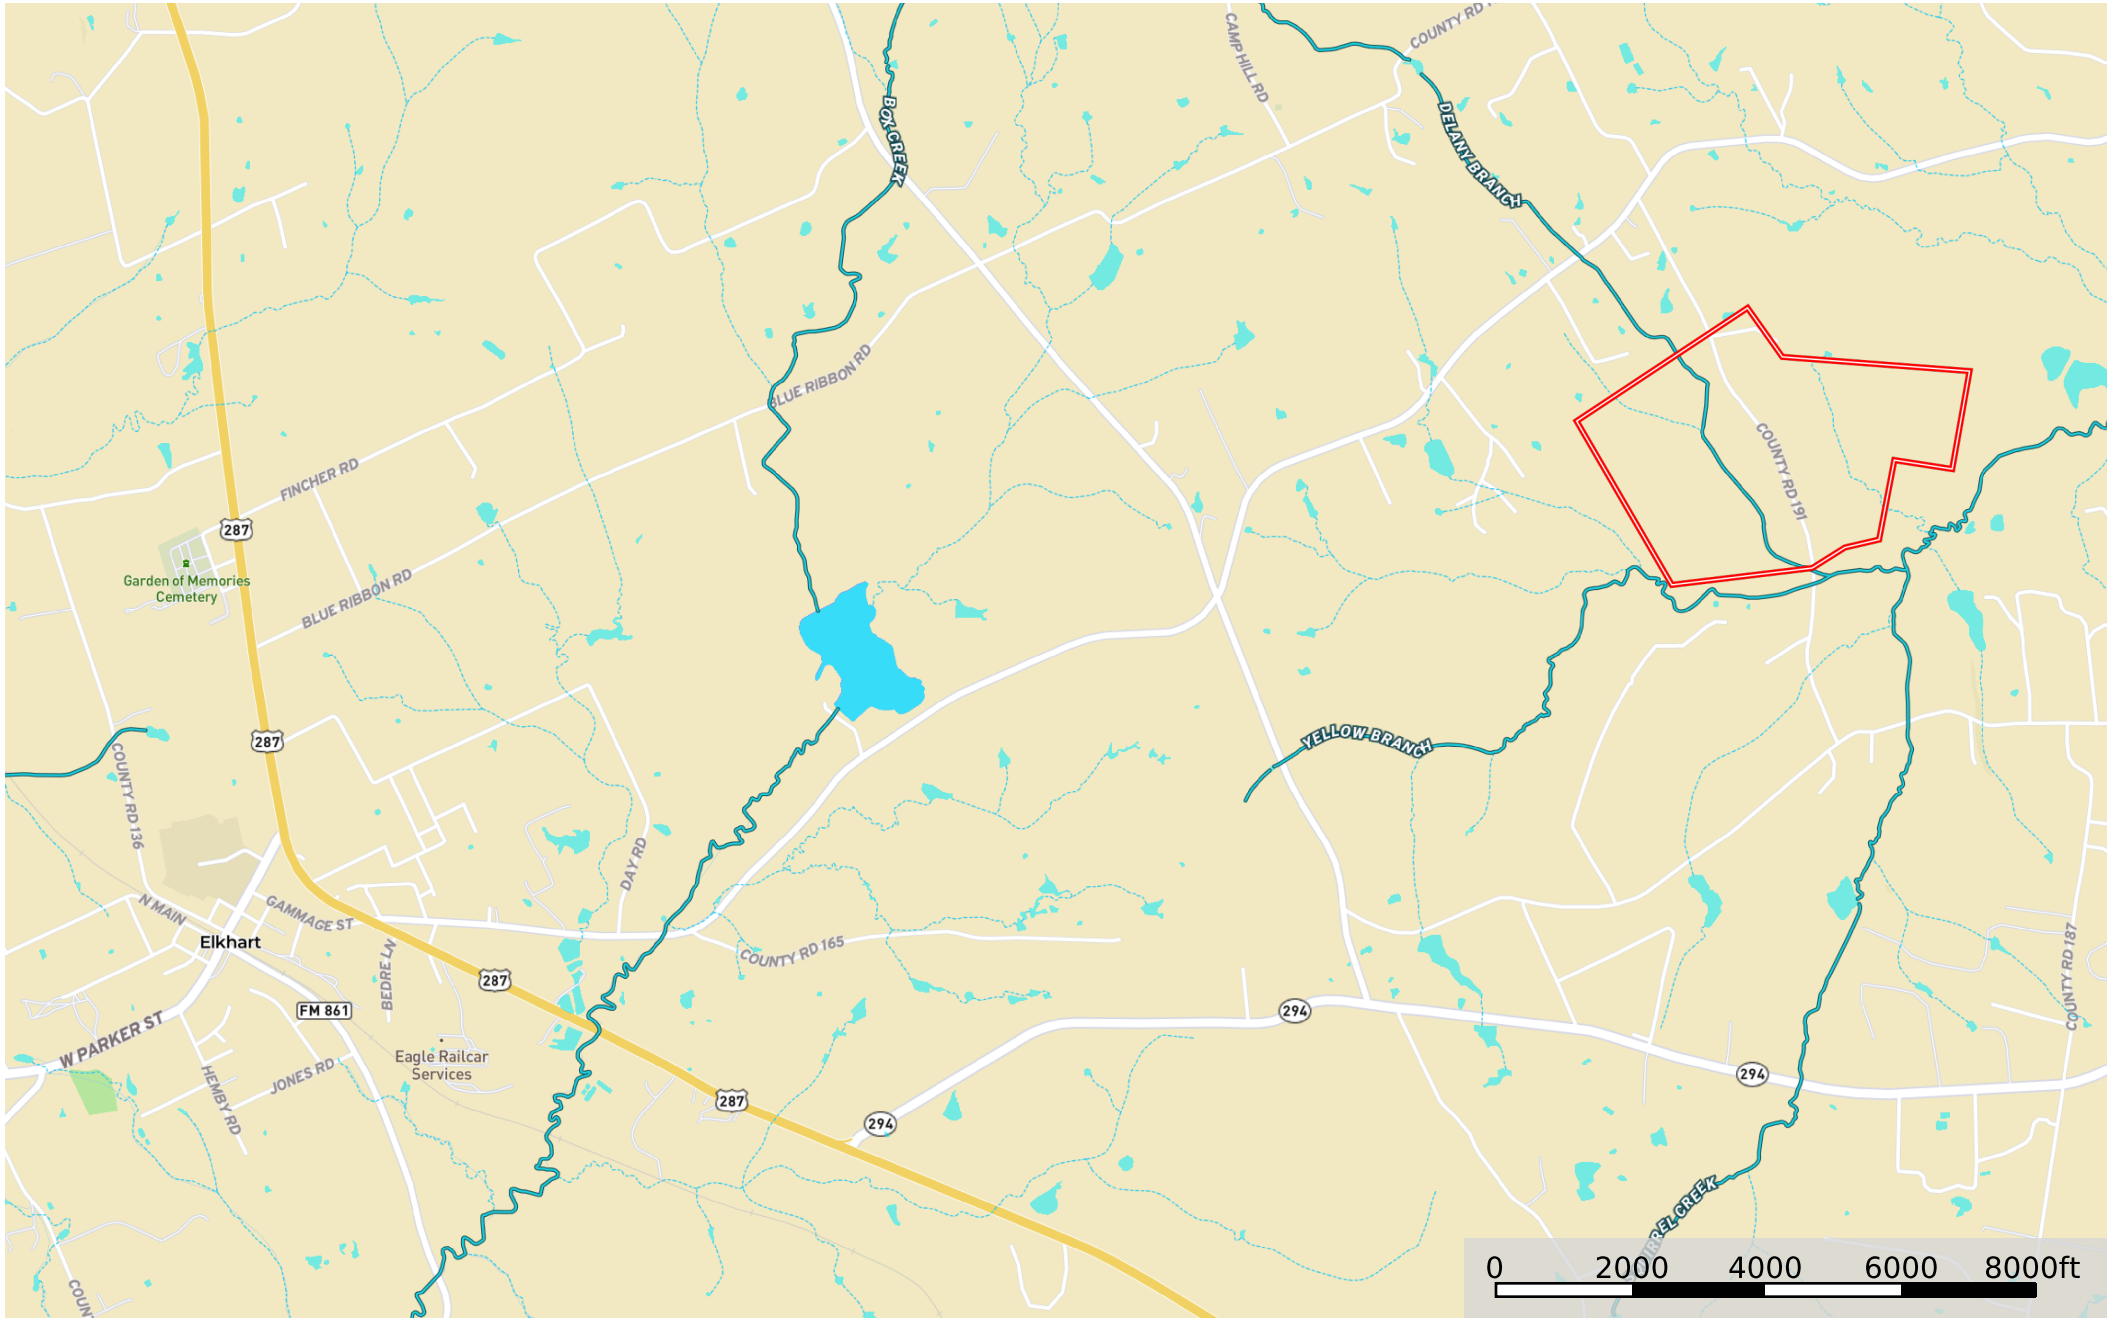 COUNTY RD
CAMP HILL RD
BOX CREEK
DELANY BRANCH
BLUE RIBBON RD
COUNTY RD 191
FINCHER RD
287
Garden of Memories
Cemetery
BLUE RIBBON RD
287
COUNTY RD 136
YELLOW BRANCH
DAY RD
N MAIN
GAMMAGE ST
Elkhart
BEDRE LN
COUNTY RD 165
COUNTY RD 187
287
FM 861
294
W PARKER ST
Eagle Railcar
Services
HEMBY RD
JONES RD
287
294
294
RREL CREEK
COUN
0 2000 4000 6000 8000ft